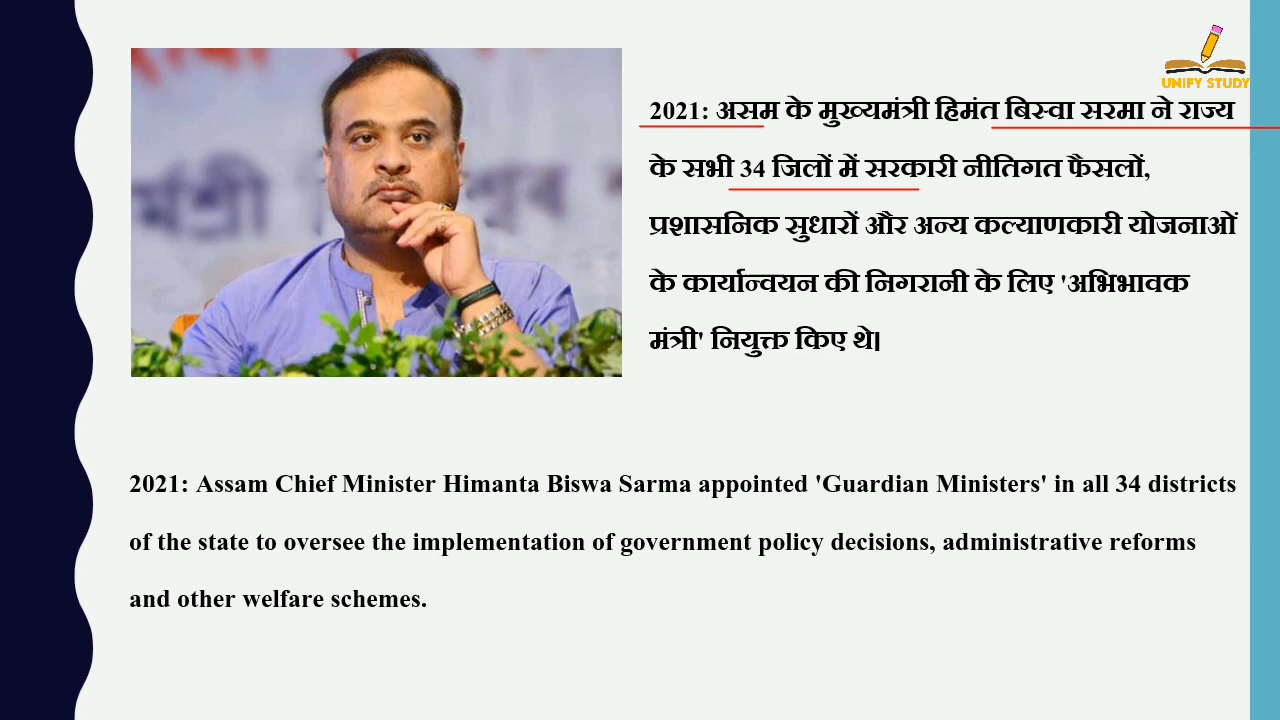 UNIFY STUDY
2021: असम के मुख्यमंत्री हिमंत बिस्वा सरमा ने राज्य
के सभी 34 जिलों में सरकारी नीतिगत फैसलों,
प्रशासनिक सुधारों और अन्य कल्याणकारी योजनाओं
के कार्यान्वयन की निगरानी के लिए 'अभिभावक
मंत्री' नियुक्त किए थे।
2021: Assam Chief Minister Himanta Biswa Sarma appointed 'Guardian Ministers' in all 34 districts
of the state to oversee the implementation of government policy decisions, administrative reforms
and other welfare schemes.